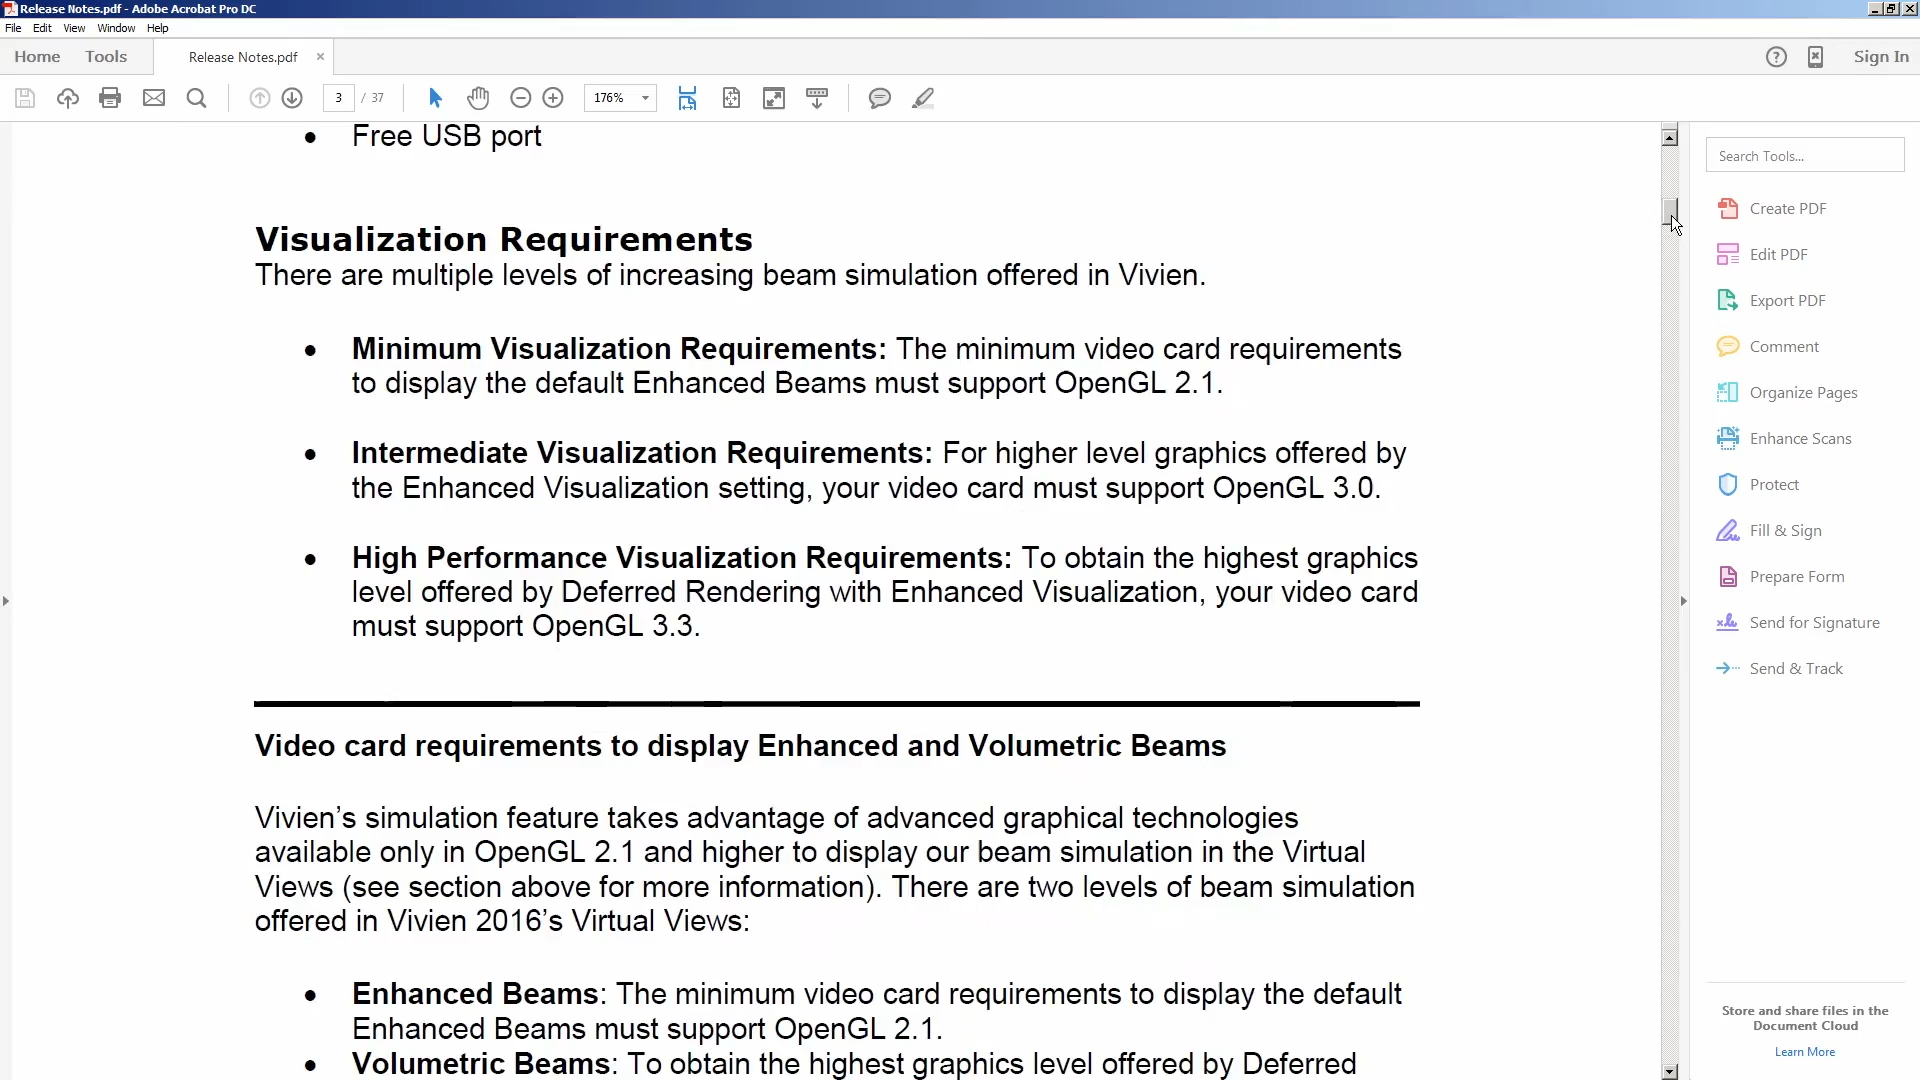 Release Notes.pdf - Adobe Acrobat Pro DC
File Edit View Window Help
Home Tools Release Notes.pdf × Sign In
3 / 37 176%
• Free USB port
Visualization Requirements
There are multiple levels of increasing beam simulation offered in Vivien.
• Minimum Visualization Requirements: The minimum video card requirements
to display the default Enhanced Beams must support OpenGL 2.1.
• Intermediate Visualization Requirements: For higher level graphics offered by
the Enhanced Visualization setting, your video card must support OpenGL 3.0.
• High Performance Visualization Requirements: To obtain the highest graphics
level offered by Deferred Rendering with Enhanced Visualization, your video card
must support OpenGL 3.3.
Video card requirements to display Enhanced and Volumetric Beams
Vivien’s simulation feature takes advantage of advanced graphical technologies
available only in OpenGL 2.1 and higher to display our beam simulation in the Virtual
Views (see section above for more information). There are two levels of beam simulation
offered in Vivien 2016’s Virtual Views:
• Enhanced Beams: The minimum video card requirements to display the default
Enhanced Beams must support OpenGL 2.1.
• Volumetric Beams: To obtain the highest graphics level offered by Deferred
Search Tools...
Create PDF
Edit PDF
Export PDF
Comment
Organize Pages
Enhance Scans
Protect
Fill & Sign
Prepare Form
Send for Signature
Send & Track
Store and share files in the
Document Cloud
Learn More